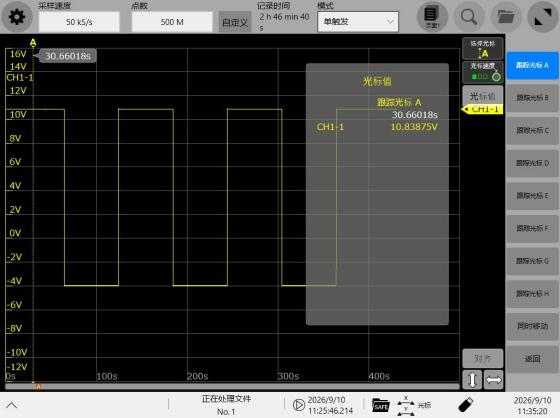 采样速度
点数
记录时间
模式
50 kS/s
500 M
自定义
2 h 46 min 40 s
单触发
页面1
选择光标
A
光标速度
光标值
CH1-1
对齐
跟踪光标 A
跟踪光标 B
跟踪光标 C
跟踪光标 D
跟踪光标 E
跟踪光标 F
跟踪光标 G
跟踪光标 H
同时移动
返回
A
30.66018s
16V
14V
CH1-1
12V
10V
8V
6V
4V
2V
0V
-2V
-4V
-6V
-8V
-10V
-12V
0s
100s
200s
300s
400s
光标值
跟踪光标 A
30.66018s
CH1-1 10.83875V
A
正在处理文件
No. 1
2026/9/10
11:25:46.214
SAFE
X
Y
光标
2026/9/10
11:35:20